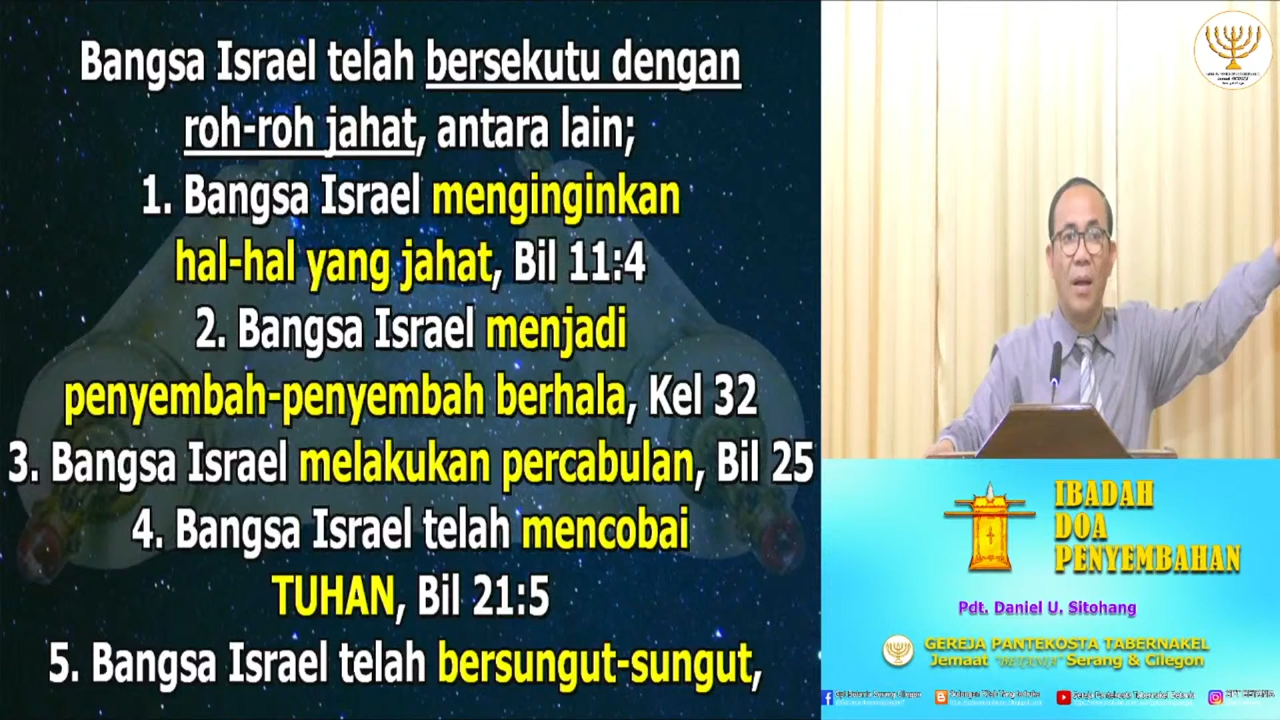 Bangsa Israel telah bersekutu dengan
roh-roh jahat, antara lain;
1. Bangsa Israel menginginkan
hal-hal yang jahat, Bil 11:4
2. Bangsa Israel menjadi
penyembah-penyembah berhala, Kel 32
3. Bangsa Israel melakukan percabulan, Bil 25
4. Bangsa Israel telah mencobai
TUHAN, Bil 21:5
5. Bangsa Israel telah bersungut-sungut,
IBADAH
DOA
PENYEMBAHAN
Pdt. Daniel U. Sitohang
GEREJA PANTEKOSTA TABERNAKEL
Jemaat "BETANIA" Serang & Cilegon